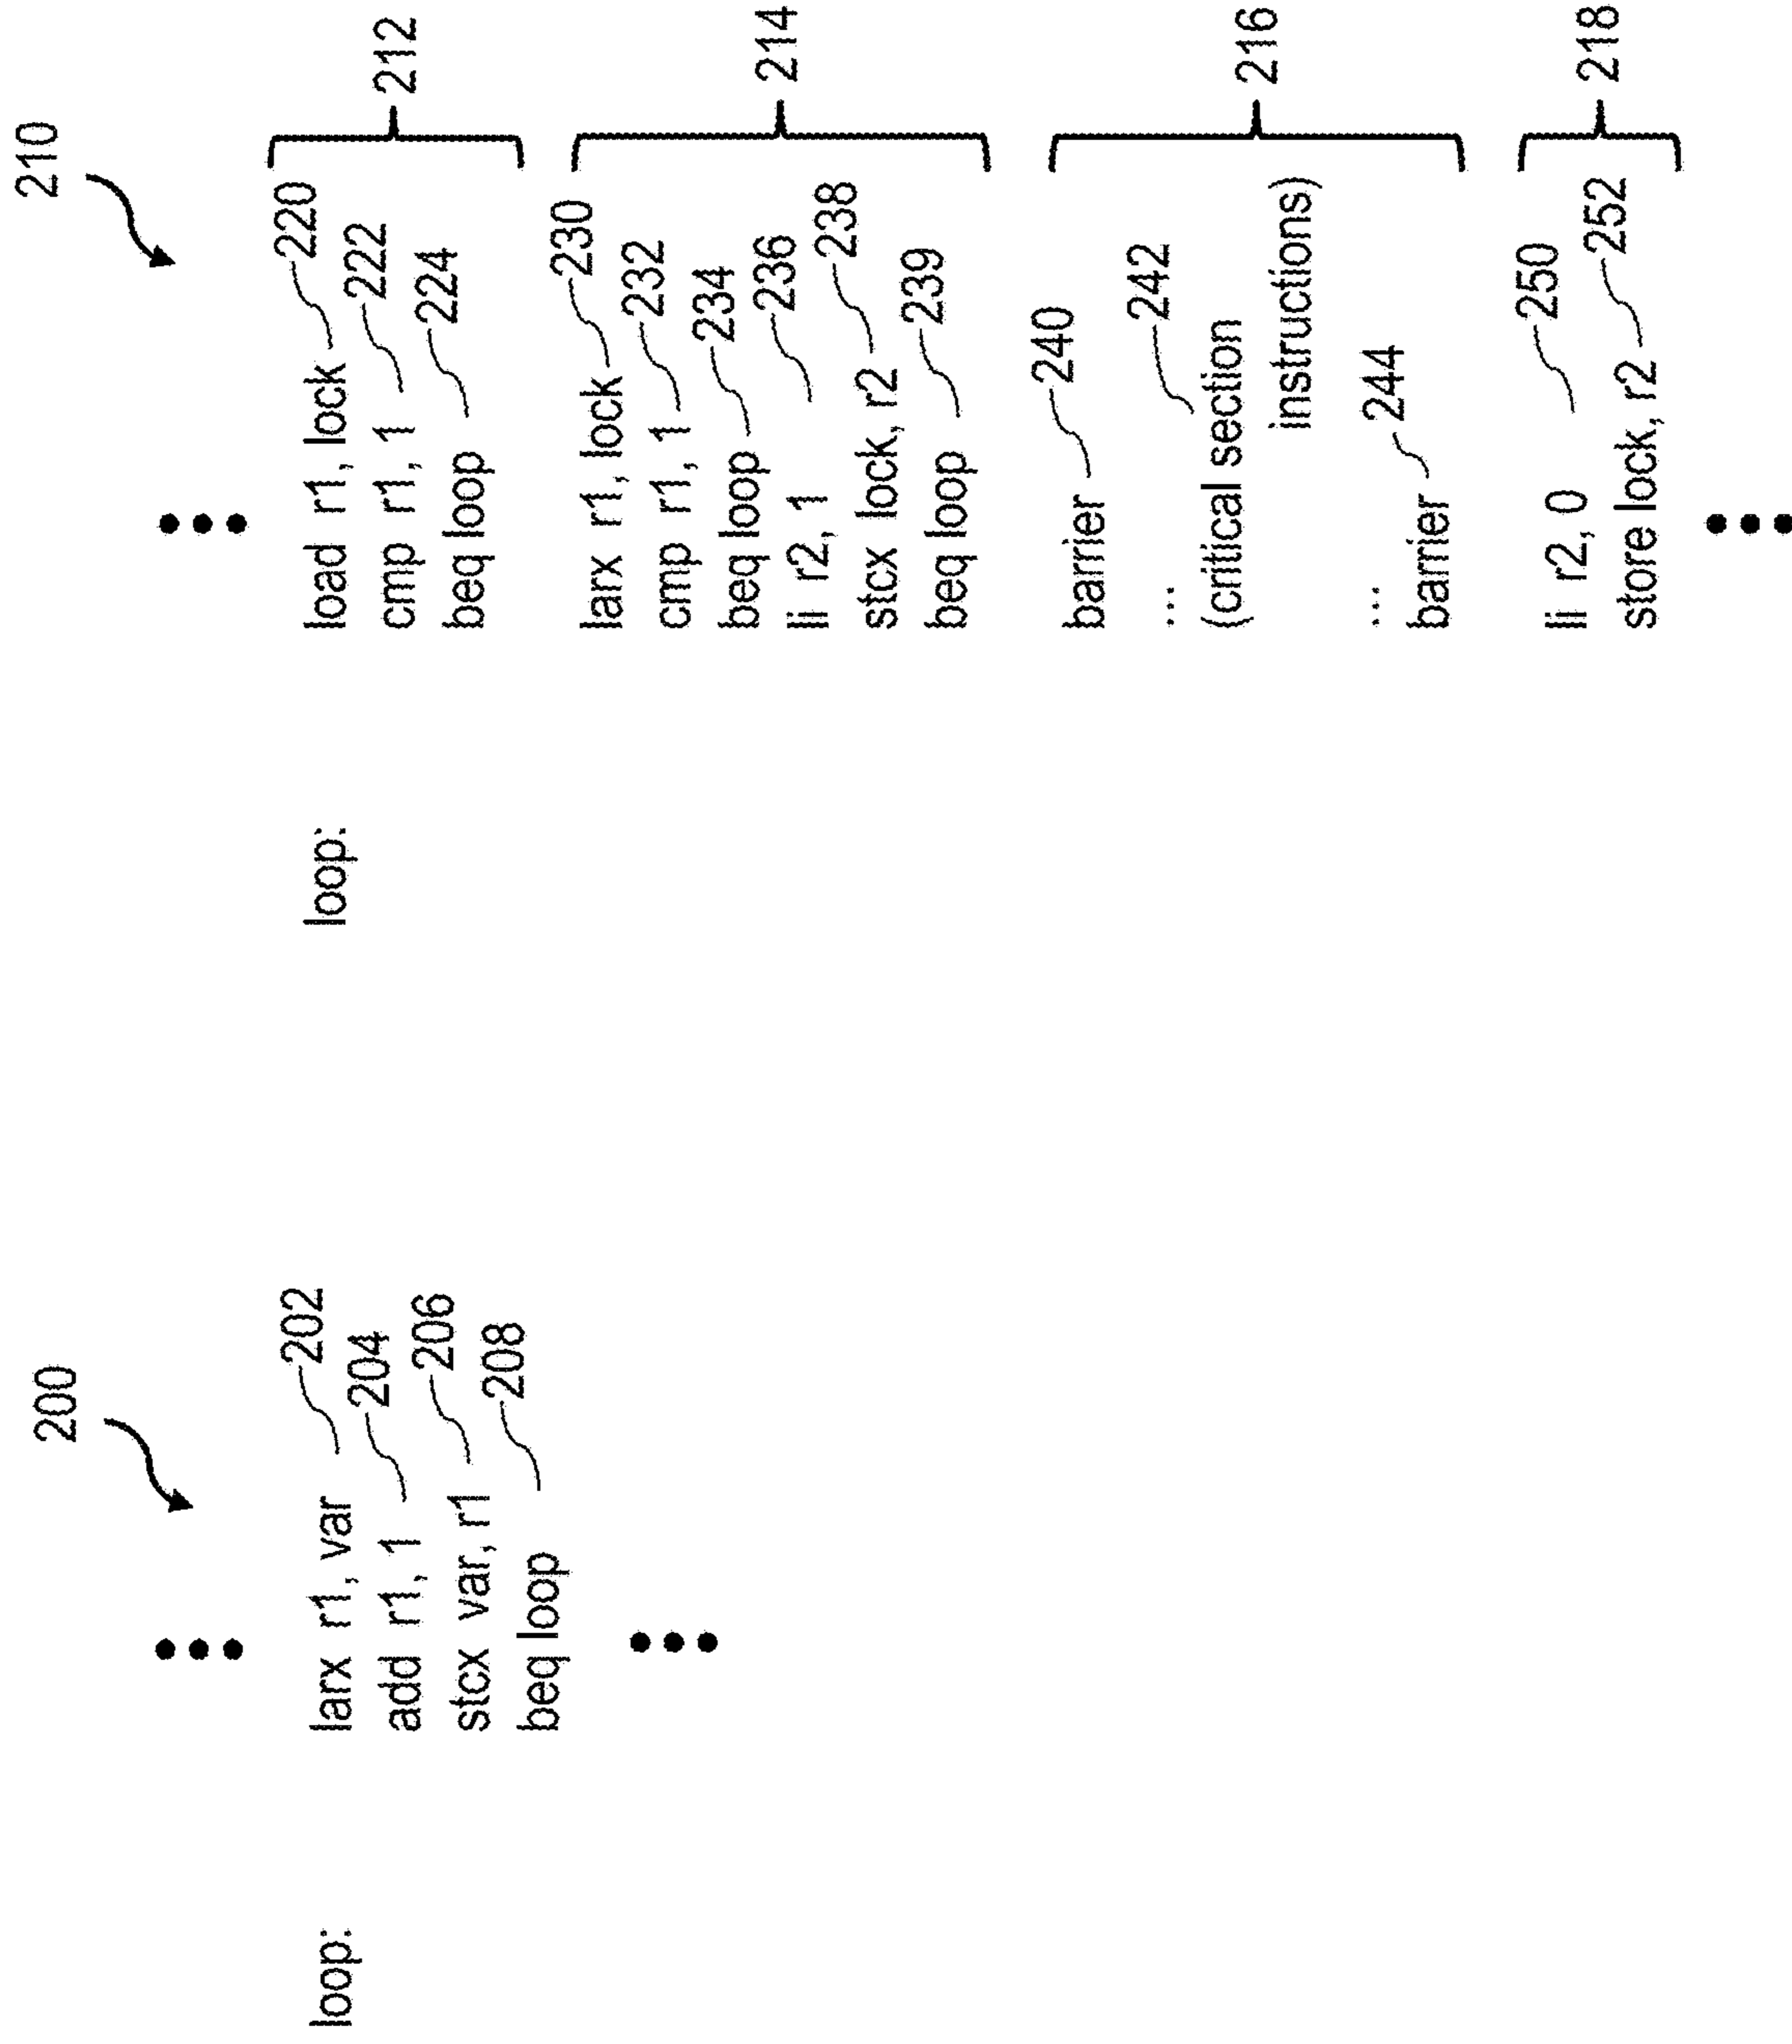 200
•••
loop: larx r1, var 202
add r1, 1 204
stcx var, r1 206
beq loop 208
•••
210
•••
loop: load r1, lock 220
cmp r1, 1 222
beq loop 224
212
larx r1, lock 230
cmp r1, 1 232
beq loop 234
li r2, 1 236
stcx lock, r2 238
beq loop 239
214
barrier 240
... 242
(critical section
instructions)
...
barrier 244
216
li r2, 0 250
store lock, r2 252
218
•••